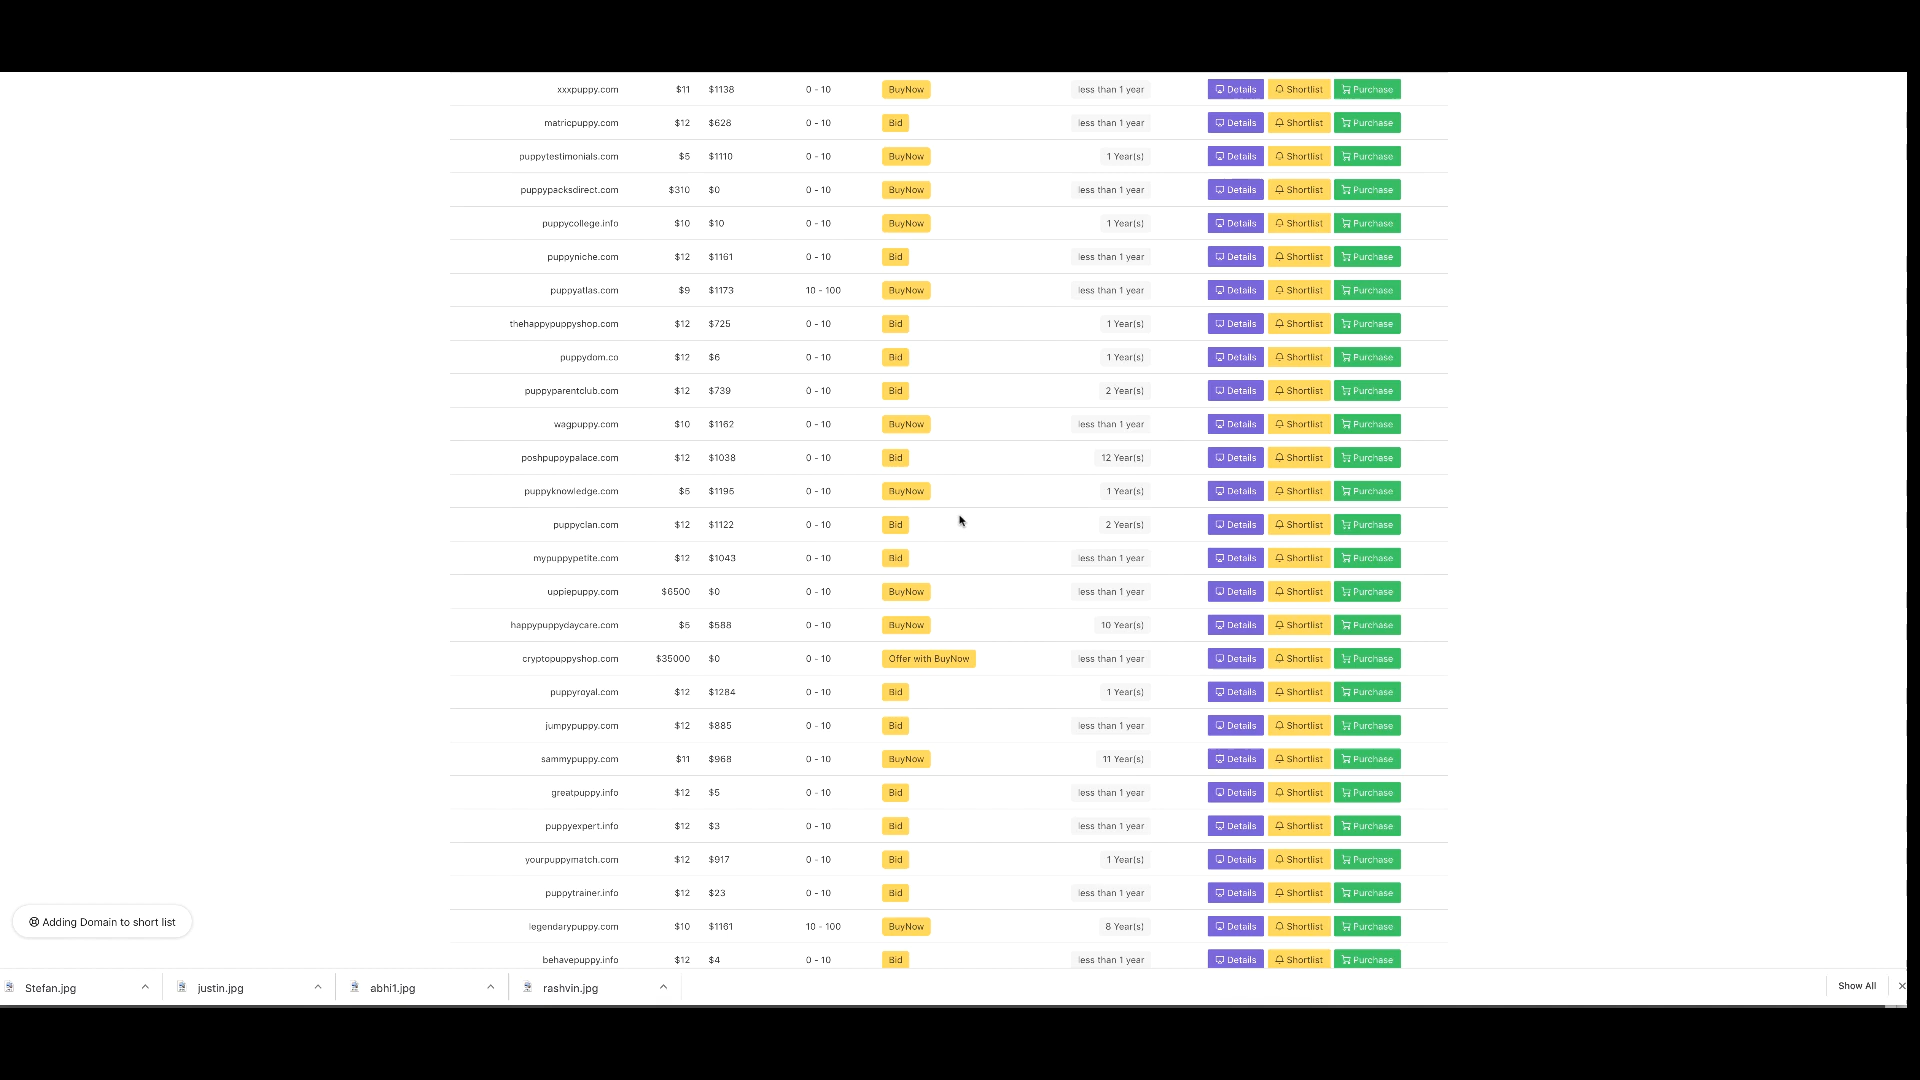 xxxpuppy.com $11 $1138 0 - 10 BuyNow less than 1 year Details Shortlist Purchase
matricpuppy.com $12 $628 0 - 10 Bid less than 1 year Details Shortlist Purchase
puppytestimonials.com $5 $1110 0 - 10 BuyNow 1 Year(s) Details Shortlist Purchase
puppypacksdirect.com $310 $0 0 - 10 BuyNow less than 1 year Details Shortlist Purchase
puppycollege.info $10 $10 0 - 10 BuyNow 1 Year(s) Details Shortlist Purchase
puppyniche.com $12 $1161 0 - 10 Bid less than 1 year Details Shortlist Purchase
puppyatlas.com $9 $1173 10 - 100 BuyNow less than 1 year Details Shortlist Purchase
thehappypuppyshop.com $12 $725 0 - 10 Bid 1 Year(s) Details Shortlist Purchase
puppydom.co $12 $6 0 - 10 Bid 1 Year(s) Details Shortlist Purchase
puppyparentclub.com $12 $739 0 - 10 Bid 2 Year(s) Details Shortlist Purchase
wagpuppy.com $10 $1162 0 - 10 BuyNow less than 1 year Details Shortlist Purchase
poshpuppypalace.com $12 $1038 0 - 10 Bid 12 Year(s) Details Shortlist Purchase
puppyknowledge.com $5 $1195 0 - 10 BuyNow 1 Year(s) Details Shortlist Purchase
puppyclan.com $12 $1122 0 - 10 Bid 2 Year(s) Details Shortlist Purchase
mypuppypetite.com $12 $1043 0 - 10 Bid less than 1 year Details Shortlist Purchase
uppiepuppy.com $6500 $0 0 - 10 BuyNow less than 1 year Details Shortlist Purchase
happypuppydaycare.com $5 $588 0 - 10 BuyNow 10 Year(s) Details Shortlist Purchase
cryptopuppyshop.com $35000 $0 0 - 10 Offer with BuyNow less than 1 year Details Shortlist Purchase
puppyroyal.com $12 $1284 0 - 10 Bid 1 Year(s) Details Shortlist Purchase
jumpypuppy.com $12 $885 0 - 10 Bid less than 1 year Details Shortlist Purchase
sammypuppy.com $11 $968 0 - 10 BuyNow 11 Year(s) Details Shortlist Purchase
greatpuppy.info $12 $5 0 - 10 Bid less than 1 year Details Shortlist Purchase
puppyexpert.info $12 $3 0 - 10 Bid less than 1 year Details Shortlist Purchase
yourpuppymatch.com $12 $917 0 - 10 Bid 1 Year(s) Details Shortlist Purchase
puppytrainer.info $12 $23 0 - 10 Bid less than 1 year Details Shortlist Purchase
legendarypuppy.com $10 $1161 10 - 100 BuyNow 8 Year(s) Details Shortlist Purchase
behavepuppy.info $12 $4 0 - 10 Bid less than 1 year Details Shortlist Purchase
Adding Domain to short list
Stefan.jpg justin.jpg abhi1.jpg rashvin.jpg Show All